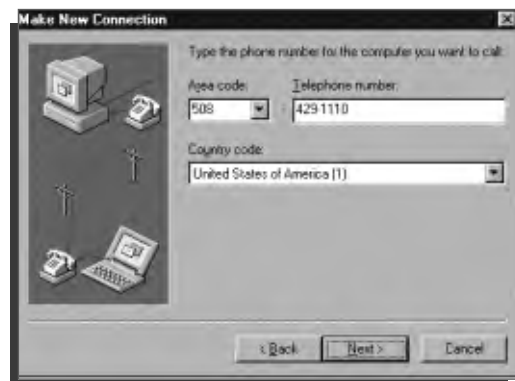 Make New Connection
Type the phone number for the computer you want to call:
Area code: Telephone number:
508 429-1110
Country code:
United States of America (1)
< Back Next > Cancel